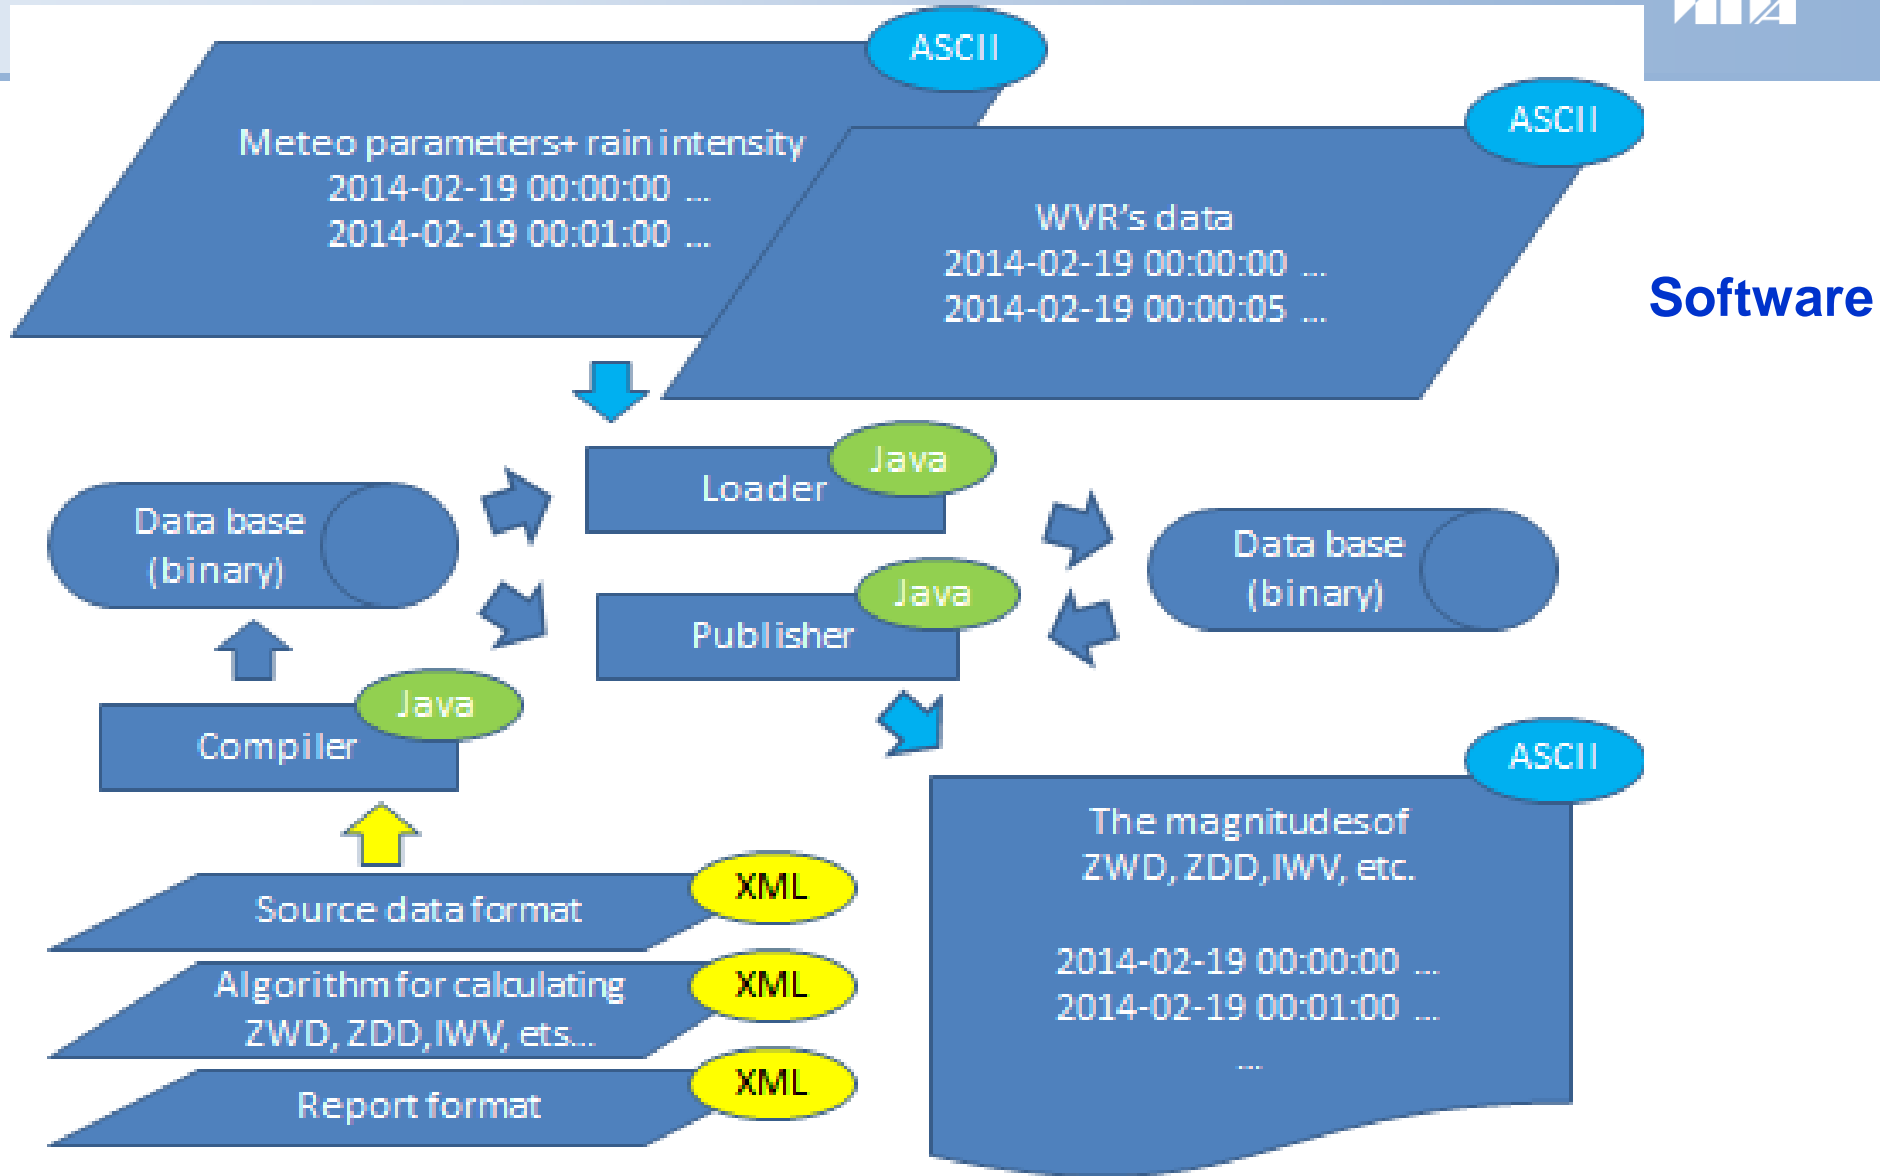 ASCII
Meteo parameters+ rain intensity
2014-02-19 00:00:00 ...
2014-02-19 00:01:00 ...
ASCII
WVR's data
2014-02-19 00:00:00 ...
2014-02-19 00:00:05 ...
Software
Java
Loader
Data base
(binary)
Data base
(binary)
Java
Publisher
Java
Compiler
ASCII
The magnitudes of
ZWD, ZDD, IWV, etc.
2014-02-19 00:00:00 ...
2014-02-19 00:01:00 ...
...
XML
Source data format
XML
Algorithm for calculating
ZWD, ZDD, IWV, ets...
XML
Report format